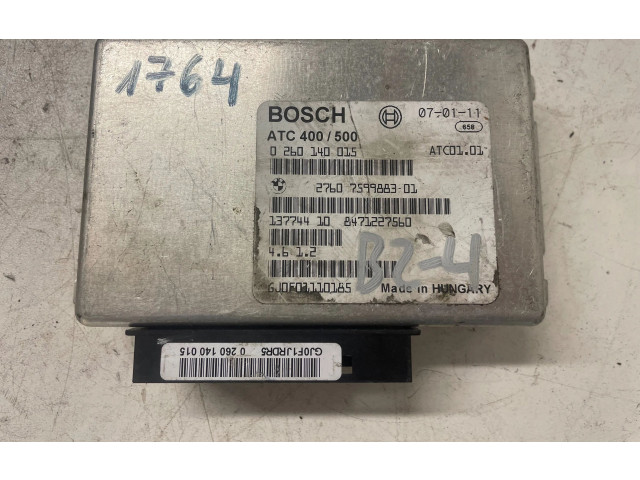 1764
BOSCH 07-01-11
658
ATC 400 / 500
0 260 140 015 ATC01.01
2760 7599883-01
137744 10 8471227560
4.6 1.2
B2-4
GJ0F01110185 Made in HUNGARY
GJ0F1JRDR5 0 260 140 015